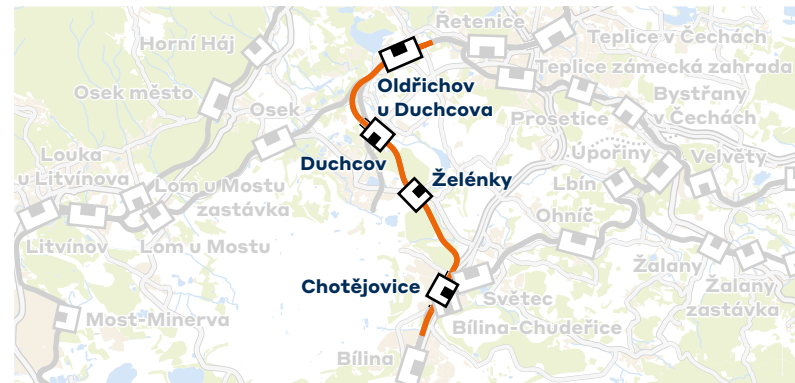 Řetenice
Horní Háj
Teplice v Čechách
Teplice zámecká zahrada
Osek město
Oldřichov
u Duchcova
Bystřany
v Čechách
Osek
Prosetice
Louka
u Litvínova
Duchcov
Úpořiny
Velvěty
Želénky
Lom u Mostu
zastávka
Lbín
Ohníč
Litvínov
Lom u Mostu
Žalany
Chotějovice
Světec
Žalany
zastávka
Most-Minerva
Bílina-Chudeřice
Bílina